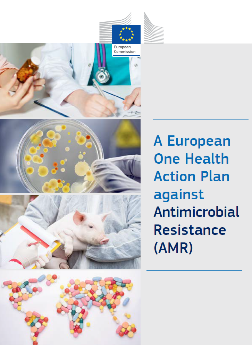 European
Commission
A European
One Health
Action Plan
against
Antimicrobial
Resistance
(AMR)